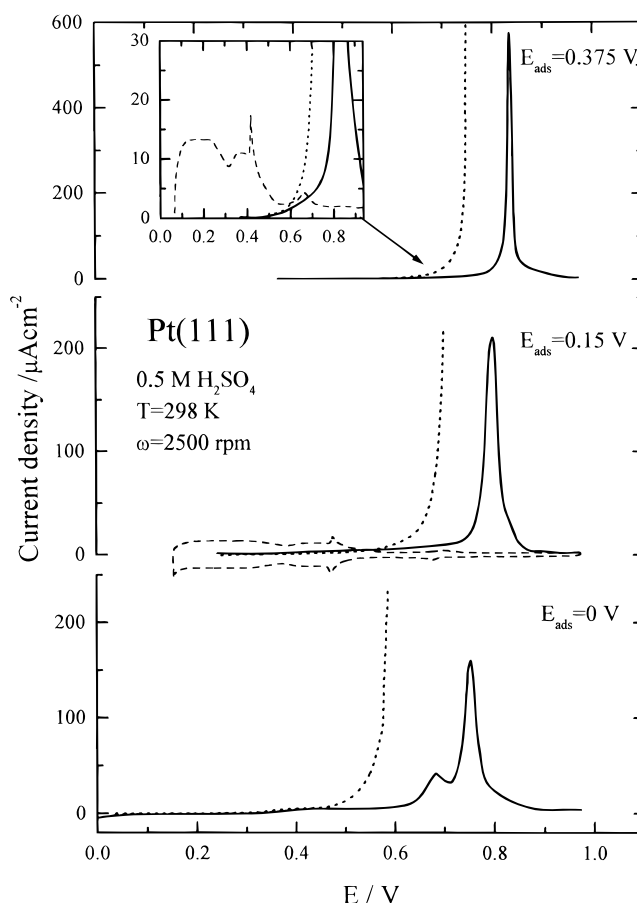 600
400
200
0
E_ads=0.375 V
30
20
10
0
0.0 0.2 0.4 0.6 0.8
Current density /μAcm⁻²
200
100
0
Pt(111)
0.5 M H₂SO₄
T=298 K
ω=2500 rpm
E_ads=0.15 V
200
100
0
E_ads=0 V
0.0 0.2 0.4 0.6 0.8 1.0
E / V